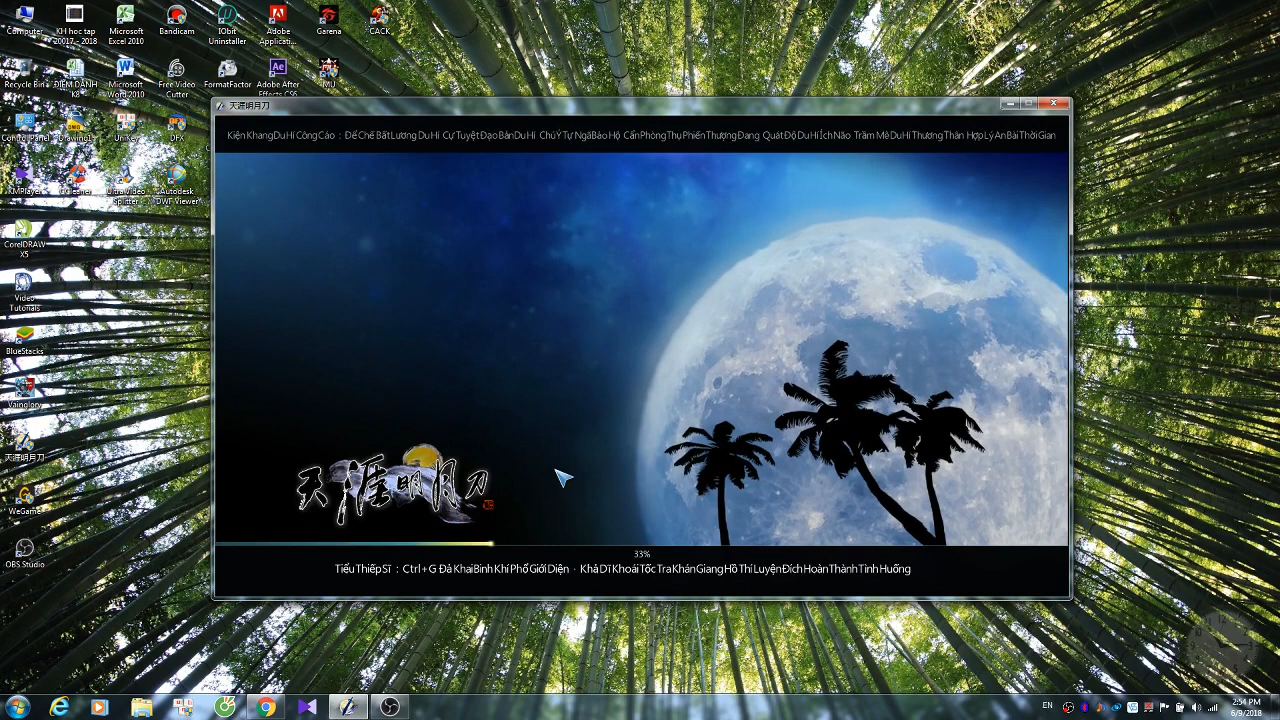 Computer
KH hoc tap
20017 - 2018
Microsoft
Excel 2010
Bandicam
IObit
Uninstaller
Adobe
Applicati...
Garena
CACK
Recycle Bin
ĐIỂM DANH
K8
Microsoft
Word 2010
Free Video
Cutter
FormatFactory
Adobe After
Effects CS6
MU
Control Panel
Drawing1
UniKey
DFX
KMPlayer
CCleaner
Ultra Video
Splitter
Autodesk
DWF Viewer
CorelDRAW
X5
Video
Tutorials
BlueStacks
Vainglory
天涯明月刀
WeGame
OBS Studio
天涯明月刀
Kiện Khang Du Hí Công Cáo : Để Chế Bất Lương Du Hí Cự Tuyệt Đạo Bản Du Hí Chú Ý Tự Ngã Bảo Hộ Cẩn Phòng Thụ Phiến Thượng Đang Quát Độ Du Hí Ích Não Trầm Mê Du Hí Thương Thân Hợp Lý An Bài Thời Gian
天涯明月刀
33%
Tiểu Thiếp Sĩ : Ctrl + G Đả Khai Binh Khí Phổ Giới Diện · Khả Dĩ Khoái Tốc Tra Khán Giang Hồ Thí Luyện Đích Hoàn Thành Tình Huống
EN
2:54 PM
6/9/2018